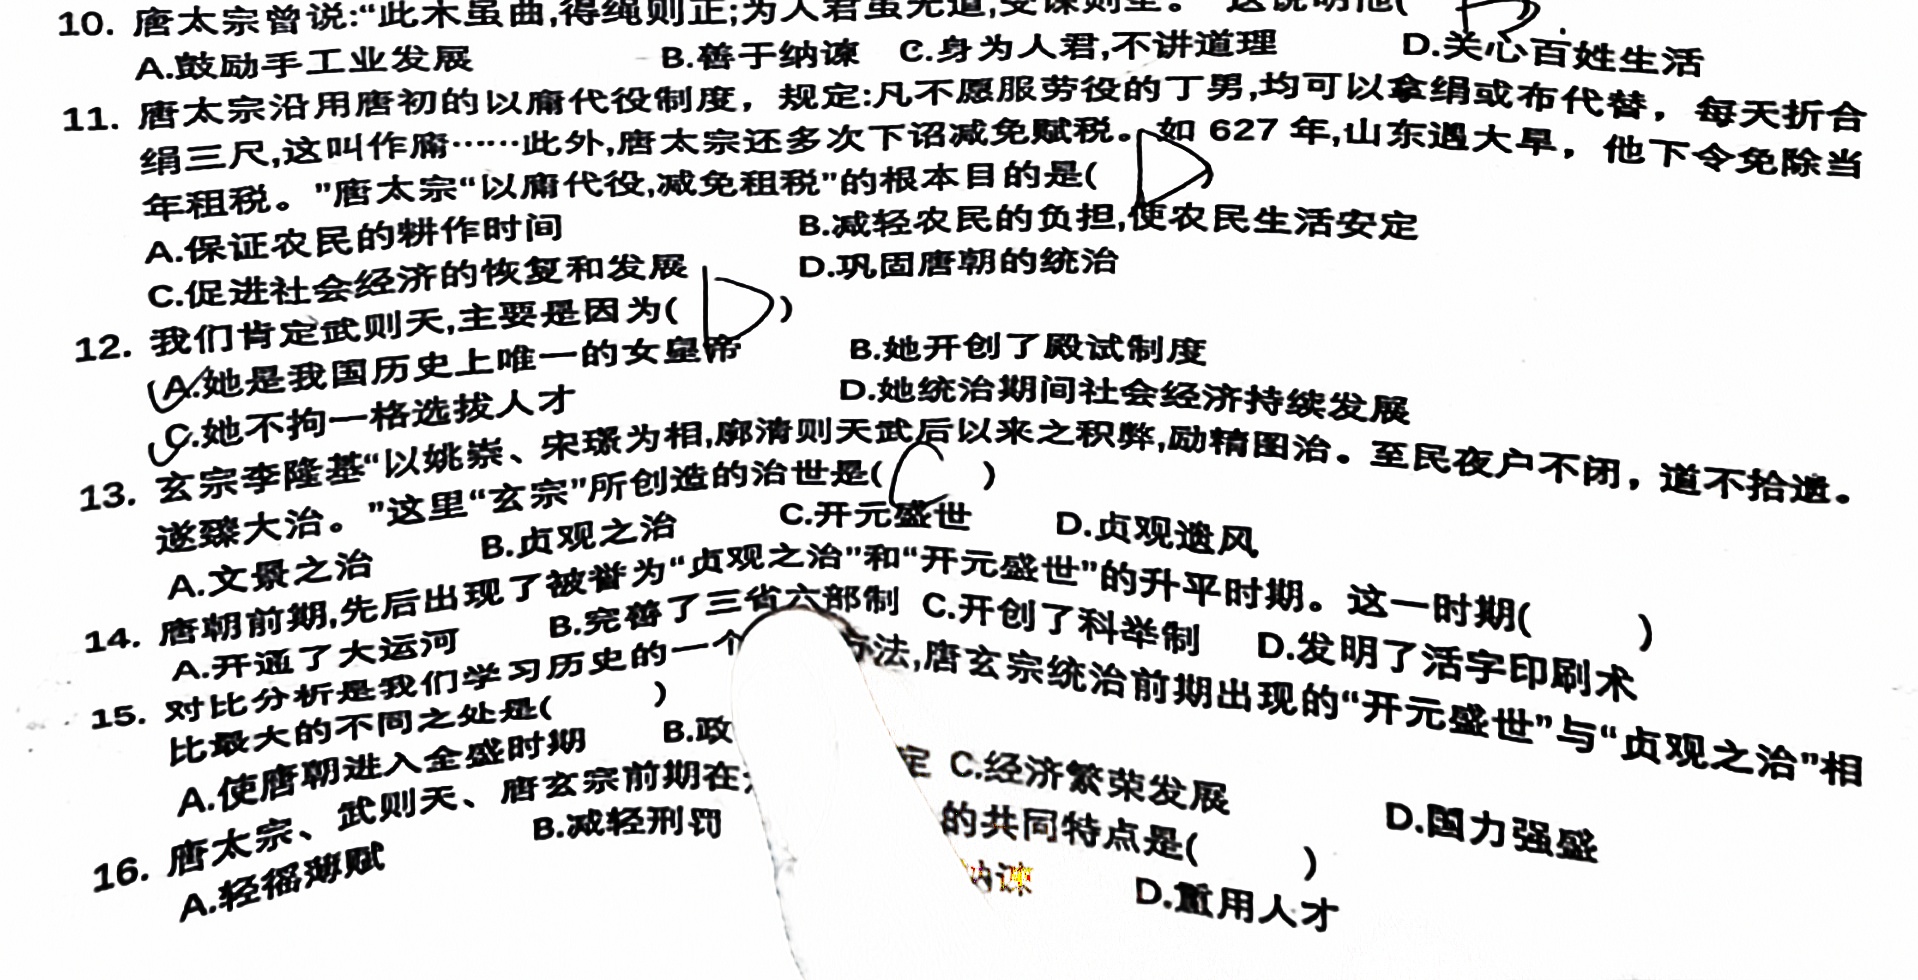 10. 唐太宗曾说:“此木虽曲,得绳则正;为人君虽无道,受谏则圣。”这说明他(
A.鼓励手工业发展 B.善于纳谏 C.身为人君,不讲道理 D.关心百姓生活
11. 唐太宗沿用唐初的以庸代役制度，规定:凡不愿服劳役的丁男,均可以拿绢或布代替，每天折合
绢三尺,这叫作庸……此外,唐太宗还多次下诏减免赋税。如 627 年,山东遇大旱，他下令免除当
年租税。”唐太宗“以庸代役,减免租税”的根本目的是( D )
A.保证农民的耕作时间 B.减轻农民的负担,使农民生活安定
C.促进社会经济的恢复和发展 D.巩固唐朝的统治
12. 我们肯定武则天,主要是因为( D )
A.她是我国历史上唯一的女皇帝 B.她开创了殿试制度
C.她不拘一格选拔人才 D.她统治期间社会经济持续发展
13. 玄宗李隆基“以姚崇、宋璟为相,廓清则天武后以来之积弊,励精图治。至民夜户不闭，道不拾遗。
遂臻大治。”这里“玄宗”所创造的治世是( C )
A.文景之治 B.贞观之治 C.开元盛世 D.贞观遗风
14. 唐朝前期,先后出现了被誉为“贞观之治”和“开元盛世”的升平时期。这一时期( )
A.开通了大运河 B.完善了三省六部制 C.开创了科举制 D.发明了活字印刷术
15. 对比分析是我们学习历史的一个 方法,唐玄宗统治前期出现的“开元盛世”与“贞观之治”相
比最大的不同之处是( )
A.使唐朝进入全盛时期 B.政 定 C.经济繁荣发展 D.国力强盛
16. 唐太宗、武则天、唐玄宗前期在 的共同特点是( )
A.轻徭薄赋 B.减轻刑罚 纳谏 D.重用人才